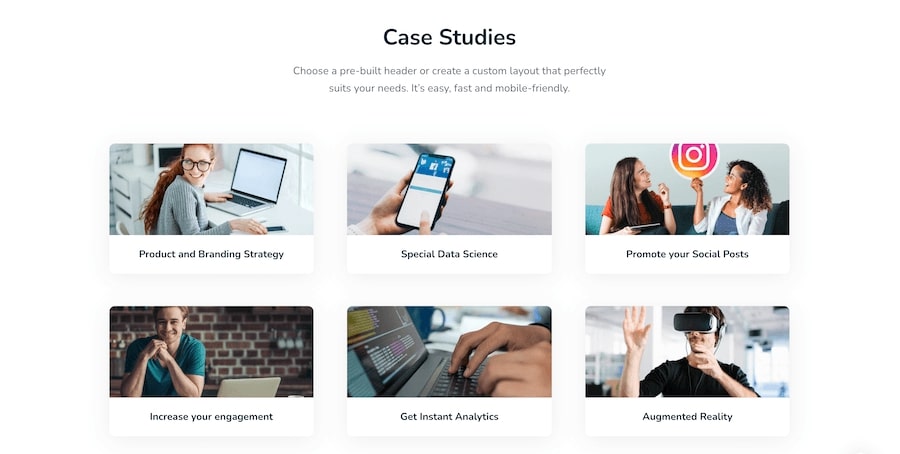 Case Studies
Choose a pre-built header or create a custom layout that perfectly
suits your needs. It’s easy, fast and mobile-friendly.
Product and Branding Strategy
Special Data Science
Promote your Social Posts
Increase your engagement
Get Instant Analytics
Augmented Reality